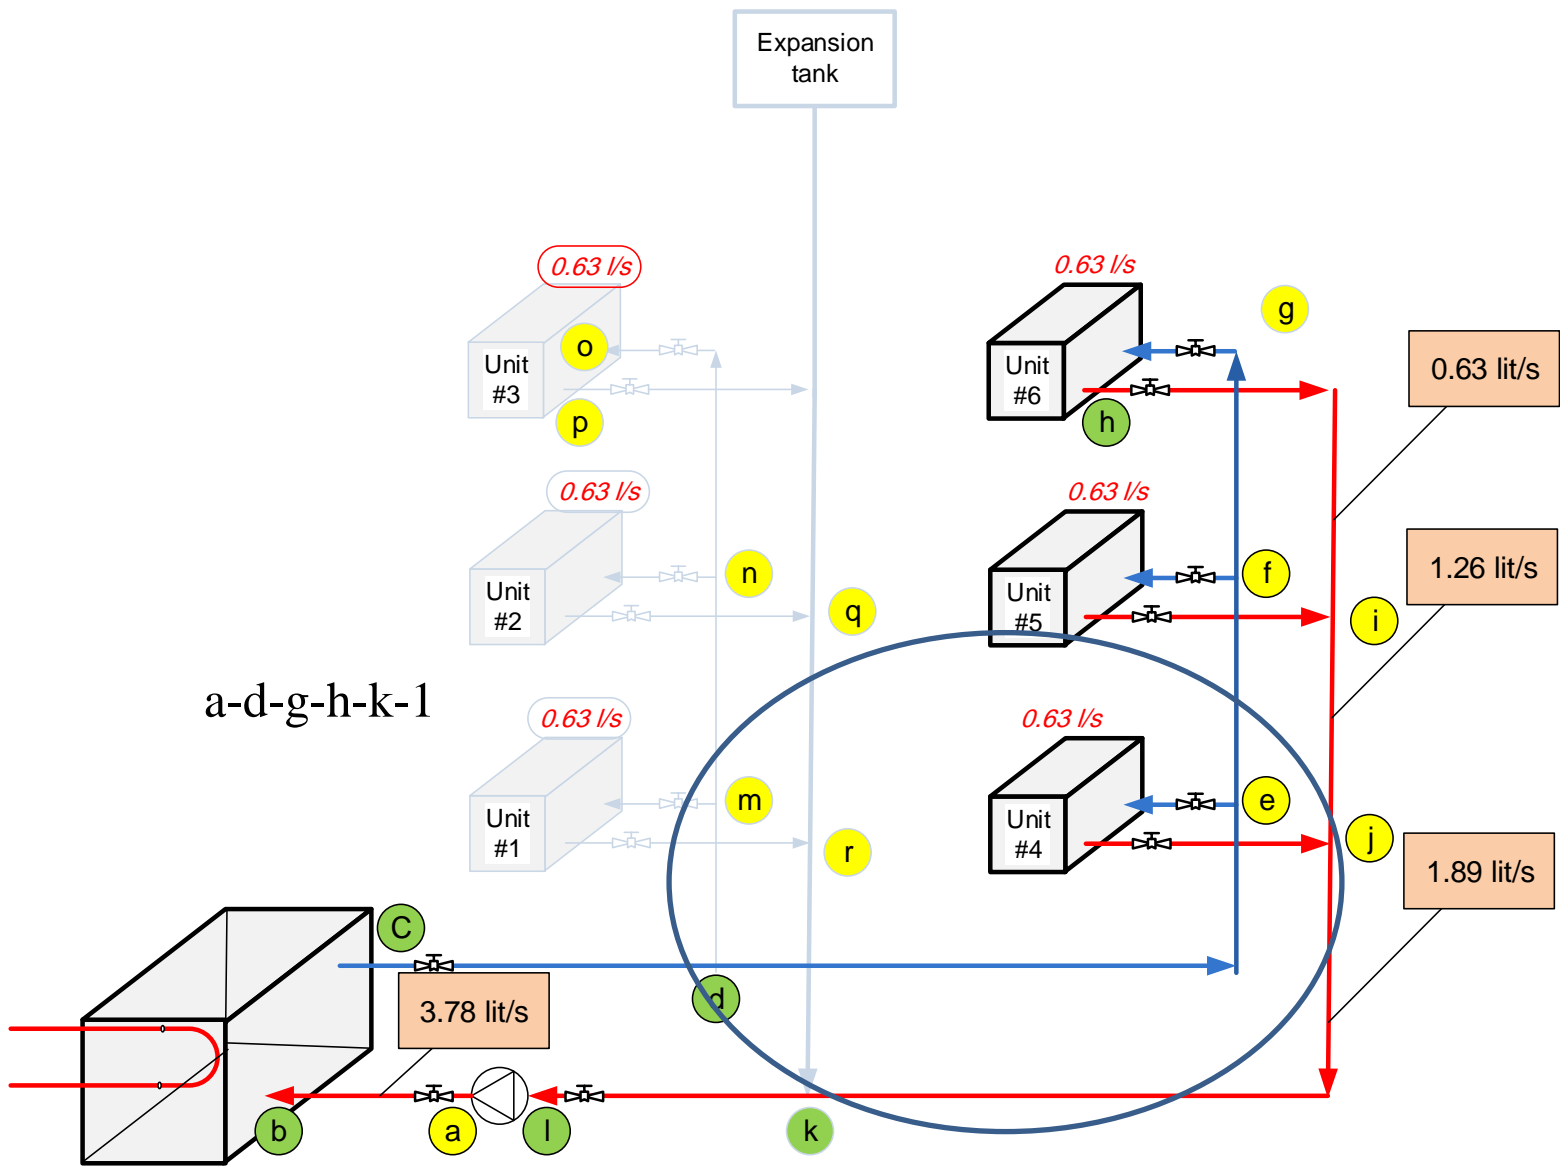 Expansion
tank
0.63 l/s
0.63 l/s
g
o
Unit
#3
Unit
#6
0.63 lit/s
p
h
0.63 l/s
0.63 l/s
n
f
1.26 lit/s
Unit
#2
Unit
#5
q
i
a-d-g-h-k-1
0.63 l/s
0.63 l/s
m
e
Unit
#1
Unit
#4
r
j
1.89 lit/s
C
d
3.78 lit/s
b
a
l
k